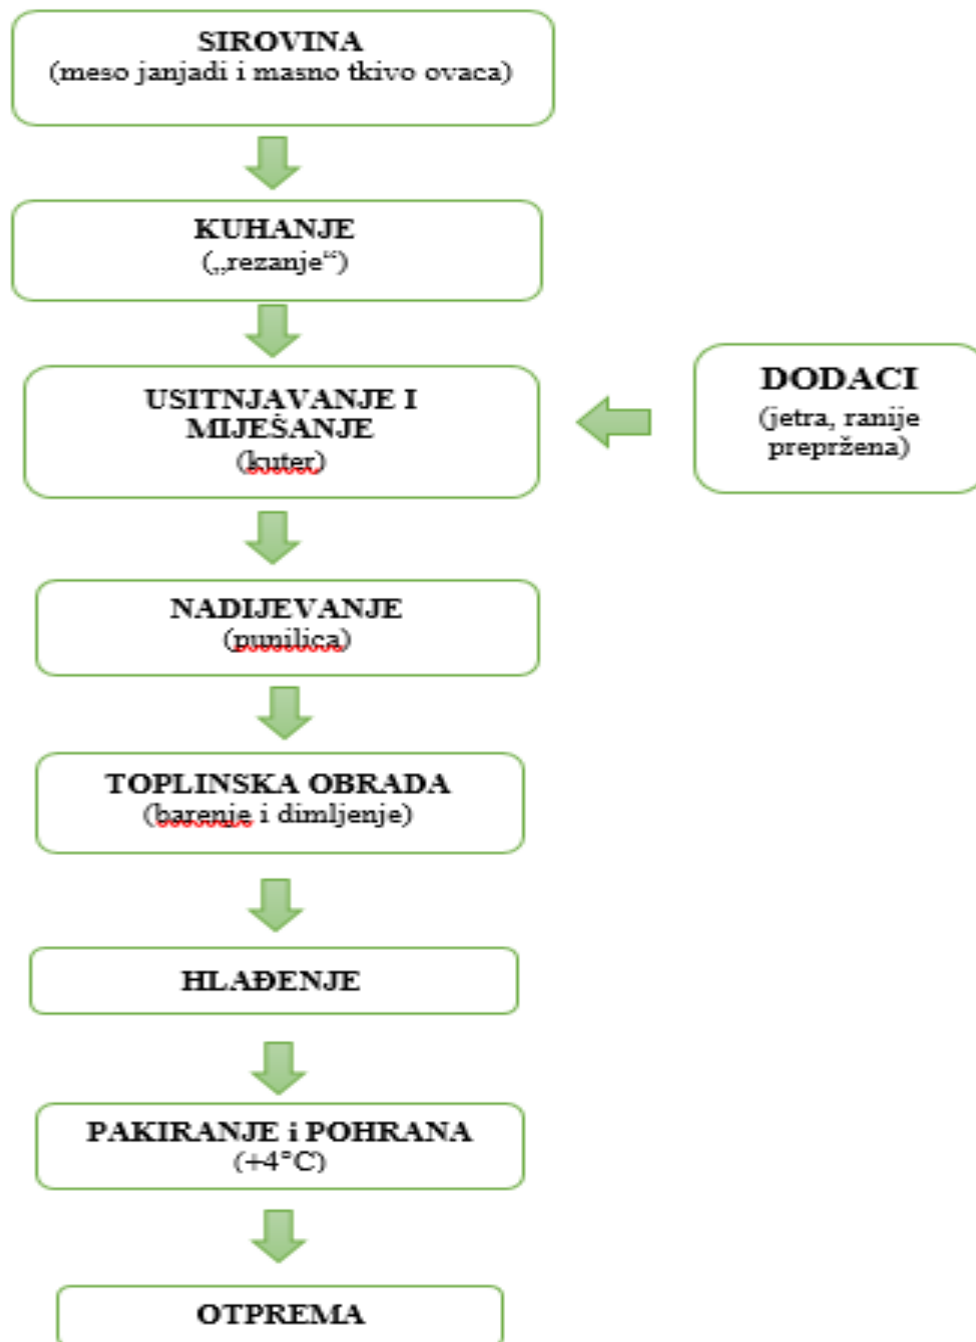 SIROVINA
(meso janjadi i masno tkivo ovaca)
KUHANJE
(„rezanje“)
USITNJAVANJE I
MIJEŠANJE
(kuter)
DODACI
(jetra, ranije
prepržena)
NADIJEVANJE
(punilica)
TOPLINSKA OBRADA
(barenje i dimljenje)
HLAĐENJE
PAKIRANJE i POHRANA
(+4°C)
OTPREMA